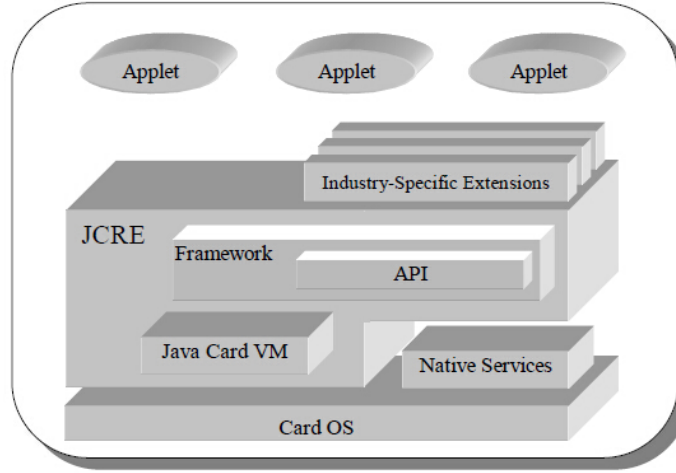 Applet
Applet
Applet
Industry-Specific Extensions
JCRE
Framework
API
Java Card VM
Native Services
Card OS